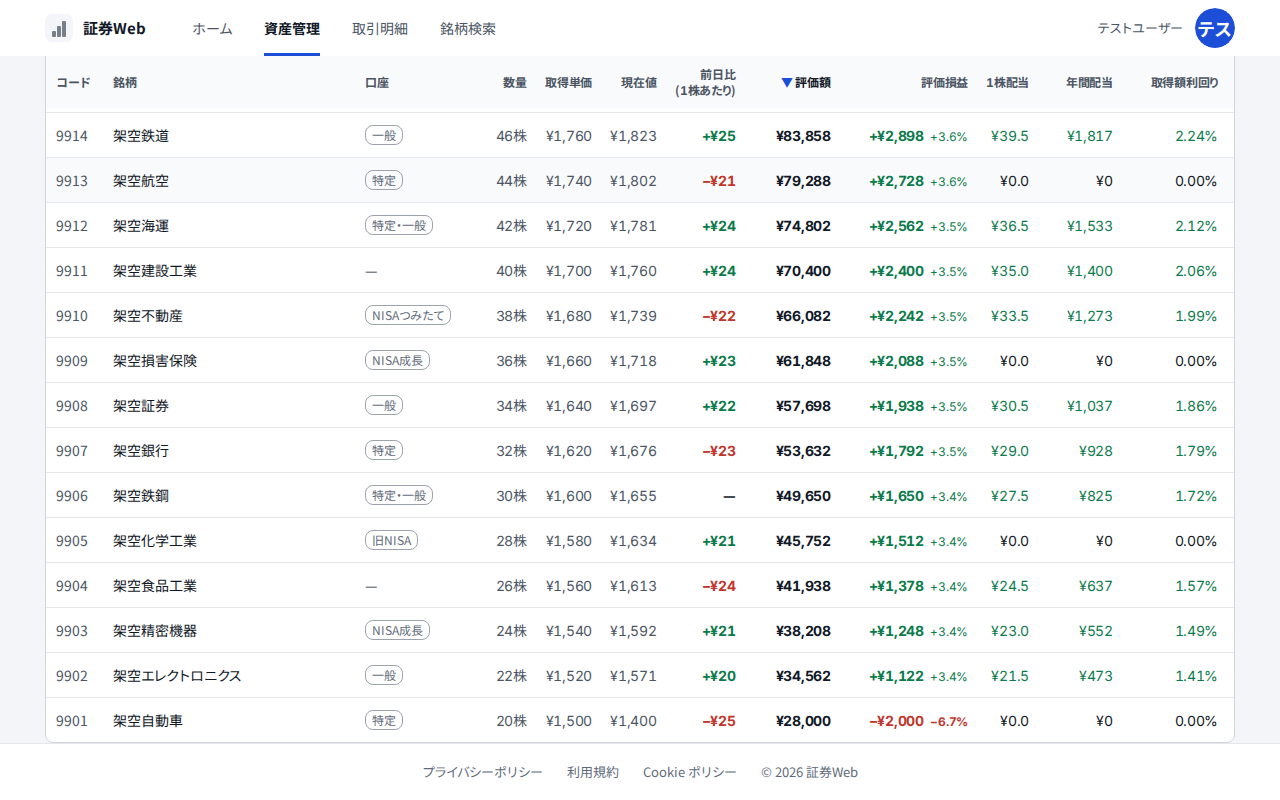 証券Web ホーム 資産管理 取引明細 銘柄検索 テストユーザー テス
コード 銘柄 口座 数量 取得単価 現在値 前日比 (1株あたり) ▼評価額 評価損益 1株配当 年間配当 取得額利回り
9914 架空鉄道 一般 46株 ¥1,760 ¥1,823 +¥25 ¥83,858 +¥2,898 +3.6% ¥39.5 ¥1,817 2.24%
9913 架空航空 特定 44株 ¥1,740 ¥1,802 −¥21 ¥79,288 +¥2,728 +3.6% ¥0.0 ¥0 0.00%
9912 架空海運 特定・一般 42株 ¥1,720 ¥1,781 +¥24 ¥74,802 +¥2,562 +3.5% ¥36.5 ¥1,533 2.12%
9911 架空建設工業 — 40株 ¥1,700 ¥1,760 +¥24 ¥70,400 +¥2,400 +3.5% ¥35.0 ¥1,400 2.06%
9910 架空不動産 NISAつみたて 38株 ¥1,680 ¥1,739 −¥22 ¥66,082 +¥2,242 +3.5% ¥33.5 ¥1,273 1.99%
9909 架空損害保険 NISA成長 36株 ¥1,660 ¥1,718 +¥23 ¥61,848 +¥2,088 +3.5% ¥0.0 ¥0 0.00%
9908 架空証券 一般 34株 ¥1,640 ¥1,697 +¥22 ¥57,698 +¥1,938 +3.5% ¥30.5 ¥1,037 1.86%
9907 架空銀行 特定 32株 ¥1,620 ¥1,676 −¥23 ¥53,632 +¥1,792 +3.5% ¥29.0 ¥928 1.79%
9906 架空鉄鋼 特定・一般 30株 ¥1,600 ¥1,655 — ¥49,650 +¥1,650 +3.4% ¥27.5 ¥825 1.72%
9905 架空化学工業 旧NISA 28株 ¥1,580 ¥1,634 +¥21 ¥45,752 +¥1,512 +3.4% ¥0.0 ¥0 0.00%
9904 架空食品工業 — 26株 ¥1,560 ¥1,613 −¥24 ¥41,938 +¥1,378 +3.4% ¥24.5 ¥637 1.57%
9903 架空精密機器 NISA成長 24株 ¥1,540 ¥1,592 +¥21 ¥38,208 +¥1,248 +3.4% ¥23.0 ¥552 1.49%
9902 架空エレクトロニクス 一般 22株 ¥1,520 ¥1,571 +¥20 ¥34,562 +¥1,122 +3.4% ¥21.5 ¥473 1.41%
9901 架空自動車 特定 20株 ¥1,500 ¥1,400 −¥25 ¥28,000 −¥2,000 −6.7% ¥0.0 ¥0 0.00%
プライバシーポリシー 利用規約 Cookie ポリシー © 2026 証券Web